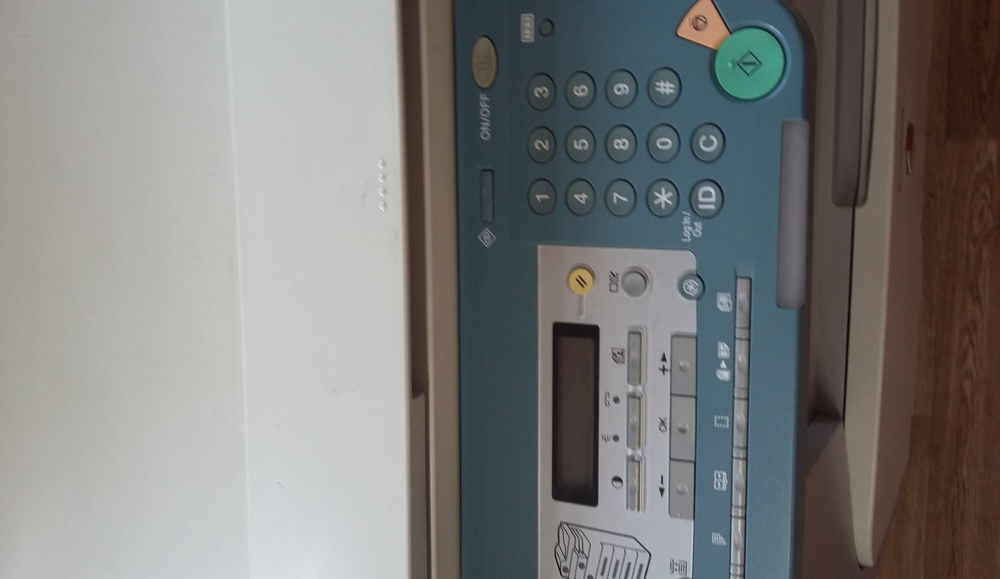 ON/OFF
1 2 3
4 5 6
7 8 9
* 0 #
Log In /
Out
ID C
- OK +